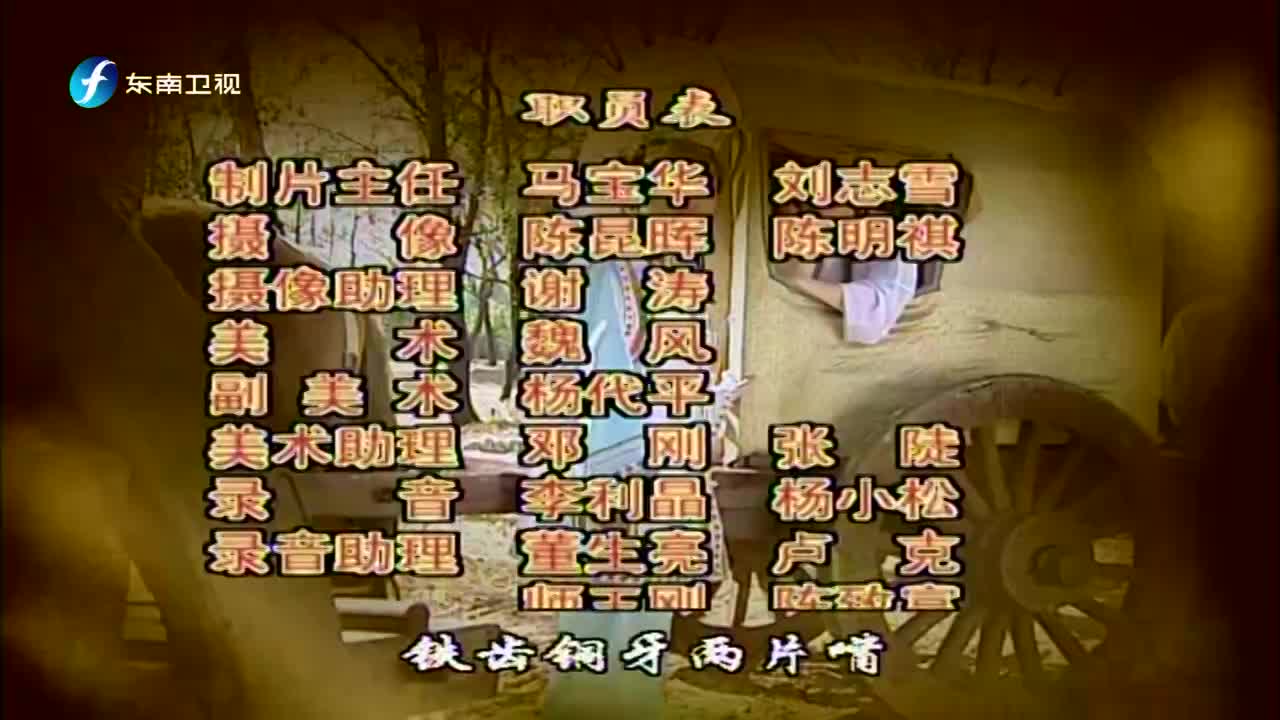 东南卫视
职员表
制片主任 马宝华 刘志雪
摄像 陈昆晖 陈明祺
摄像助理 谢涛
美术 魏风
副美术 杨代平
美术助理 邓刚 张陡
录音 李利晶 杨小松
录音助理 董生亮 卢克
铁齿铜牙两片嘴